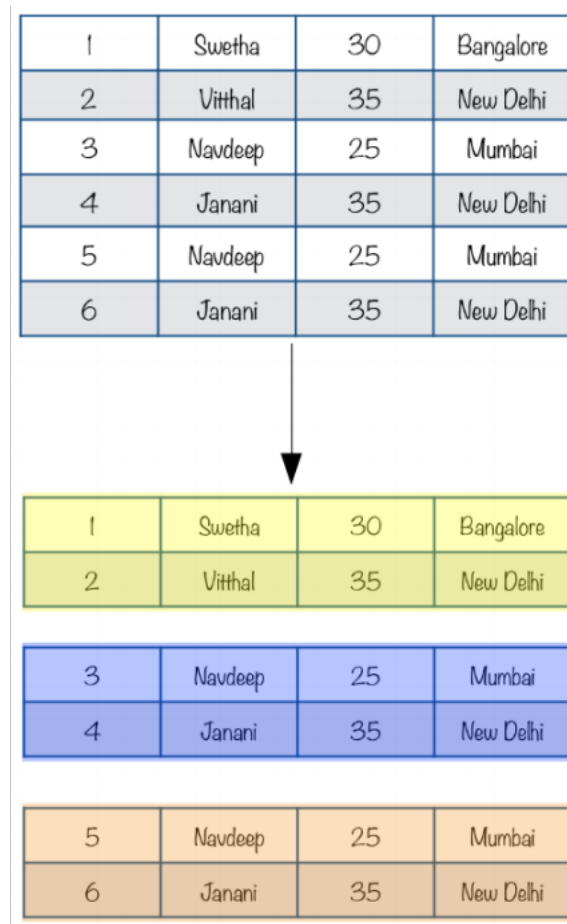 1 Swetha 30 Bangalore
2 Vitthal 35 New Delhi
3 Navdeep 25 Mumbai
4 Janani 35 New Delhi
5 Navdeep 25 Mumbai
6 Janani 35 New Delhi
1 Swetha 30 Bangalore
2 Vitthal 35 New Delhi
3 Navdeep 25 Mumbai
4 Janani 35 New Delhi
5 Navdeep 25 Mumbai
6 Janani 35 New Delhi